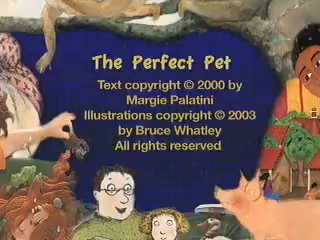 The Perfect Pet
Text copyright © 2000 by
Margie Palatini
Illustrations copyright © 2003
by Bruce Whatley
All rights reserved